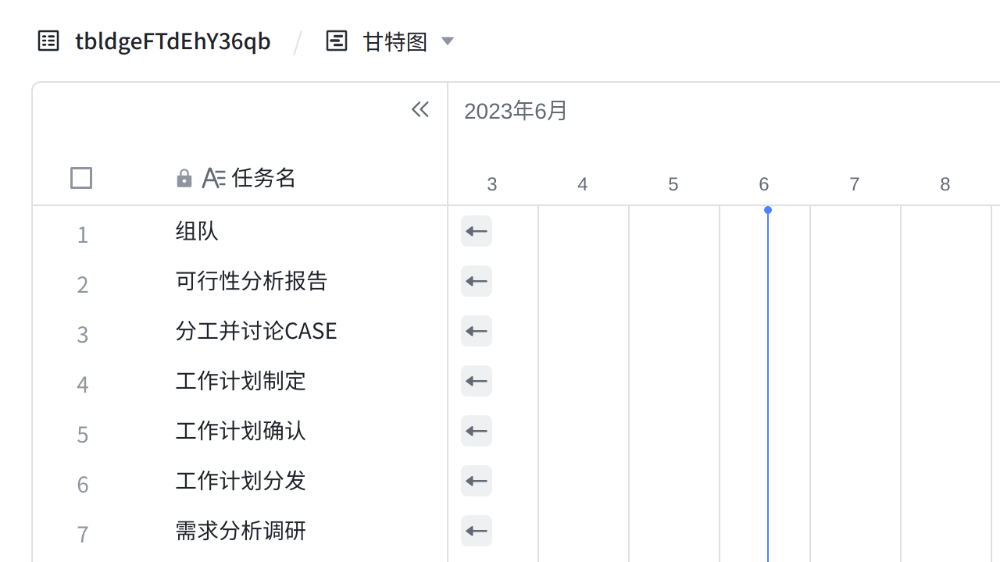 tbldgeFTdEhY36qb / 甘特图
2023年6月
任务名
3 4 5 6 7 8
1 组队
2 可行性分析报告
3 分工并讨论CASE
4 工作计划制定
5 工作计划确认
6 工作计划分发
7 需求分析调研